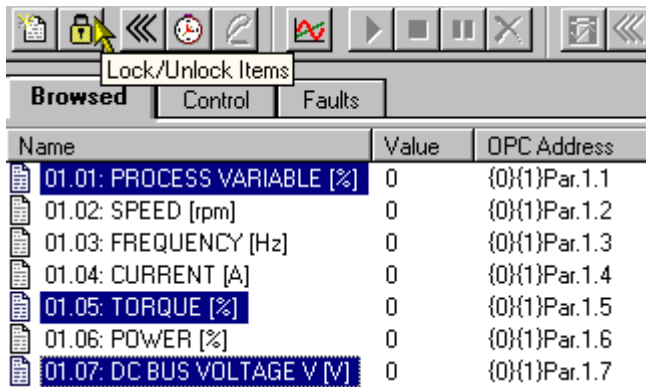 Lock/Unlock Items
Browsed Control Faults
Name Value OPC Address
01.01: PROCESS VARIABLE [%] 0 {0}{1}Par.1.1
01.02: SPEED [rpm] 0 {0}{1}Par.1.2
01.03: FREQUENCY [Hz] 0 {0}{1}Par.1.3
01.04: CURRENT [A] 0 {0}{1}Par.1.4
01.05: TORQUE [%] 0 {0}{1}Par.1.5
01.06: POWER [%] 0 {0}{1}Par.1.6
01.07: DC BUS VOLTAGE V [V] 0 {0}{1}Par.1.7